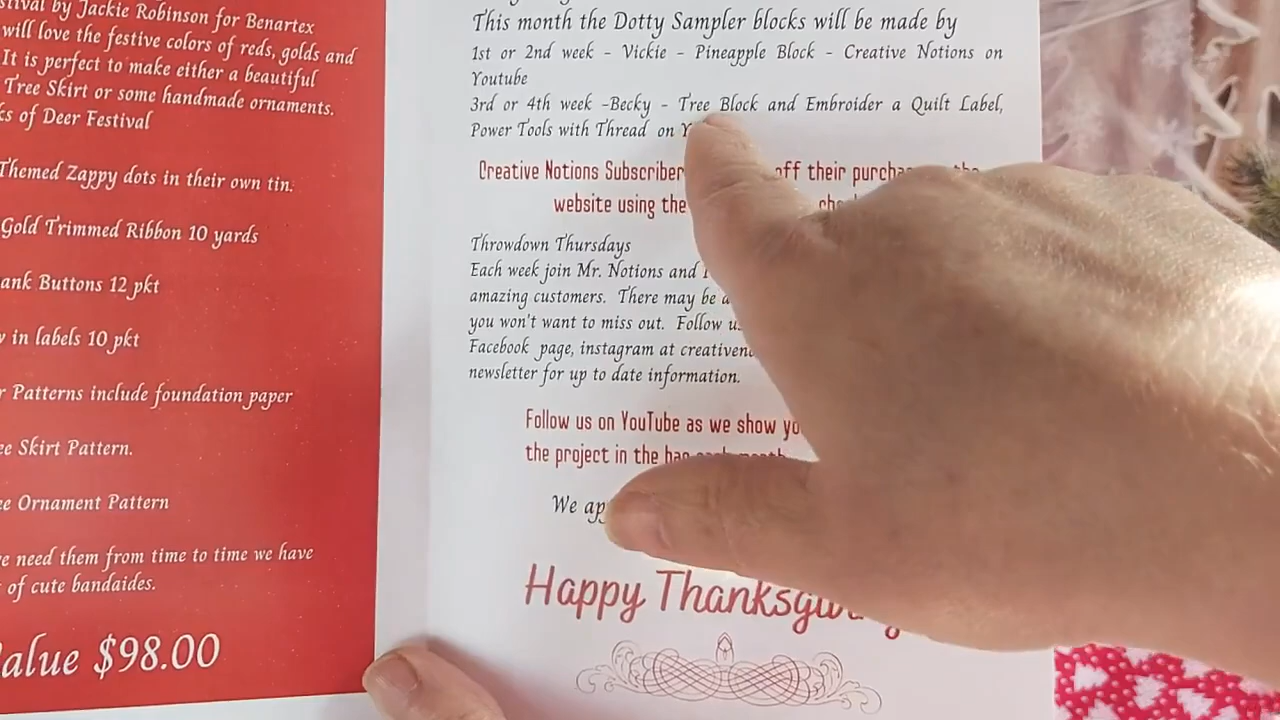 stival by Jackie Robinson for Benartex
will love the festive colors of reds, golds and
It is perfect to make either a beautiful
Tree Skirt or some handmade ornaments.
ks of Deer Festival
Themed Zappy dots in their own tin.
Gold Trimmed Ribbon 10 yards
ank Buttons 12 pkt
in labels 10 pkt
Patterns include foundation paper
ee Skirt Pattern.
ee Ornament Pattern
need them from time to time we have
of cute bandaides.
alue $98.00
This month the Dotty Sampler blocks will be made by
1st or 2nd week - Vickie - Pineapple Block - Creative Notions on
Youtube
3rd or 4th week -Becky - Tree Block and Embroider a Quilt Label,
Power Tools with Thread on Y
Creative Notions Subscriber off their purcha
website using the
Throwdown Thursdays
Each week join Mr. Notions and
amazing customers. There may be
you won't want to miss out. Follow
Facebook page, instagram at creative
newsletter for up to date information.
Follow us on YouTube as we show yo
the project in the bag each month
We ap
Happy Thanksgiving